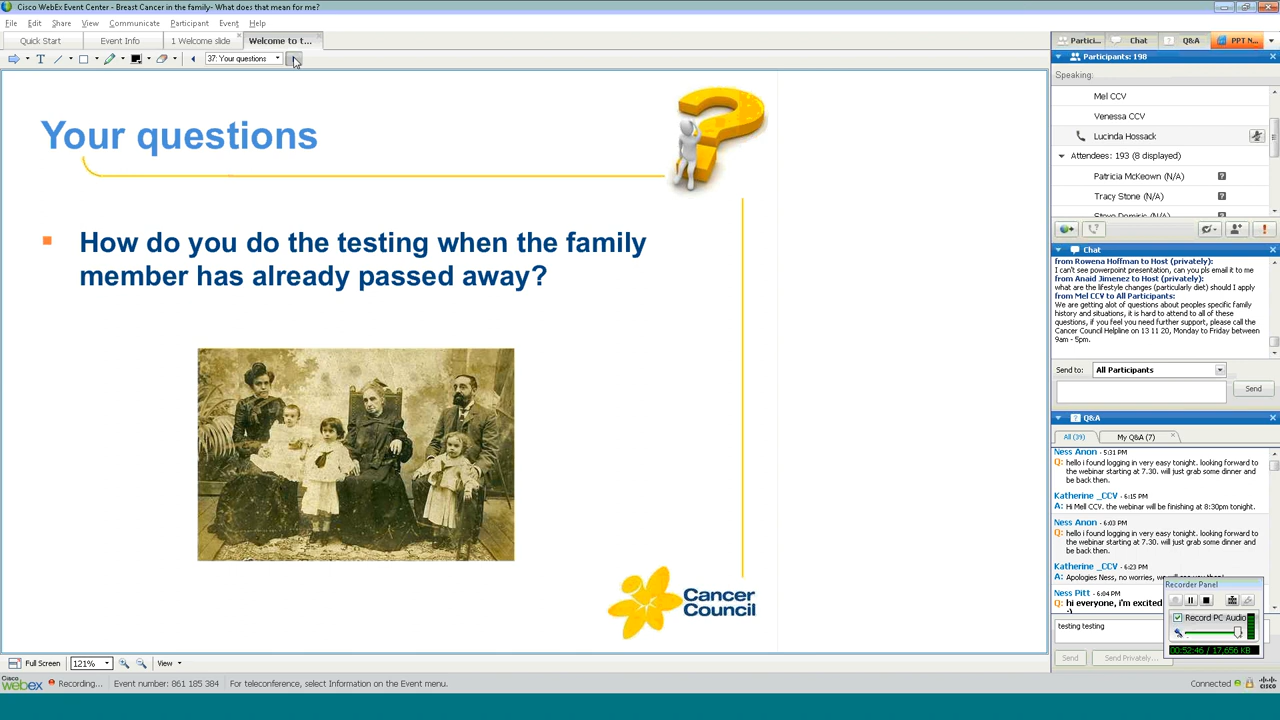 Cisco WebEx Event Center - Breast Cancer in the family- What does that mean for me?
File Edit Share View Communicate Participant Event Help
Quick Start Event Info 1 Welcome slide Welcome to t...
37: Your questions
Your questions
How do you do the testing when the family
member has already passed away?
Cancer
Council
Full Screen 121% View
Cisco
webex Recording... Event number: 861 185 384 For teleconference, select Information on the Event menu.
Partici... Chat Q&A PPT N...
Participants: 198
Speaking:
Mel CCV
Venessa CCV
Lucinda Hossack
Attendees: 193 (8 displayed)
Patricia McKeown (N/A)
Tracy Stone (N/A)
Chat
from Rowena Hoffman to Host (privately):
I can't see powerpoint presentation, can you pls email it to me
from Anaid Jimenez to Host (privately):
what are the lifestyle changes (particularly diet) should I apply
from Mel CCV to All Participants:
We are getting alot of questions about peoples specific family
history and situations, it is hard to attend to all of these
questions, if you feel you need further support, please call the
Cancer Council Helpline on 13 11 20, Monday to Friday between
9am - 5pm.
Send to: All Participants
Send
Q&A
All (39) My Q&A (7)
Ness Anon - 5:31 PM
Q: hello i found logging in very easy tonight. looking forward to
the webinar starting at 7.30. will just grab some dinner and
be back then.
Katherine _CCV - 6:15 PM
A: Hi Mell CCV. the webinar will be finishing at 8:30pm tonight.
Ness Anon - 6:03 PM
Q: hello i found logging in very easy tonight. looking forward to
the webinar starting at 7.30. will just grab some dinner and
be back then.
Katherine _CCV - 6:23 PM
A: Apologies Ness, no worries,
Ness Pitt - 6:04 PM
Q: hi everyone, i'm excited
:)
testing testing
Send Send Privately...
Recorder Panel
Record PC Audio
00:52:46 / 17,656 KB
Connected
CISCO